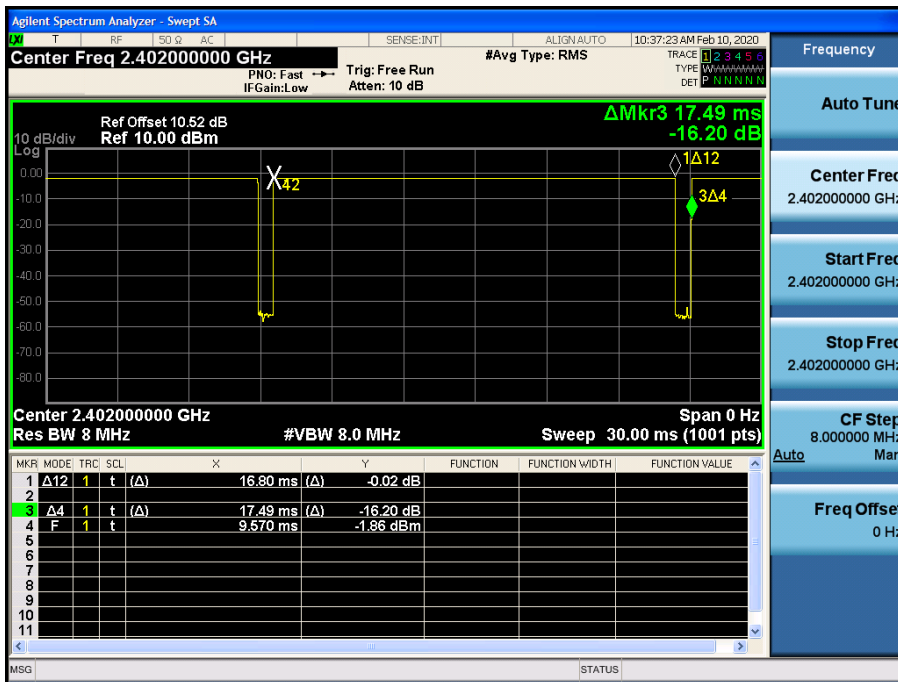 Agilent Spectrum Analyzer - Swept SA
LXI T RF 50 Ω AC SENSE:INT ALIGN AUTO 10:37:23 AM Feb 10, 2020
Center Freq 2.402000000 GHz #Avg Type: RMS TRACE 1 2 3 4 5 6
PNO: Fast Trig: Free Run TYPE WWWWWW
IFGain:Low Atten: 10 dB DET P N N N N N
Frequency
Auto Tune
Center Freq
2.402000000 GHz
Start Freq
2.402000000 GHz
Stop Freq
2.402000000 GHz
CF Step
8.000000 MHz
Auto Man
Freq Offset
0 Hz
ΔMkr3 17.49 ms
-16.20 dB
Ref Offset 10.52 dB
10 dB/div Ref 10.00 dBm
Log
0.00
-10.0
-20.0
-30.0
-40.0
-50.0
-60.0
-70.0
-80.0
X42
1Δ12
3Δ4
Center 2.402000000 GHz Span 0 Hz
Res BW 8 MHz #VBW 8.0 MHz Sweep 30.00 ms (1001 pts)
MKR MODE TRC SCL X Y FUNCTION FUNCTION WIDTH FUNCTION VALUE
1 Δ12 1 t (Δ) 16.80 ms (Δ) -0.02 dB
2
3 Δ4 1 t (Δ) 17.49 ms (Δ) -16.20 dB
4 F 1 t 9.570 ms -1.86 dBm
5
6
7
8
9
10
11
MSG STATUS